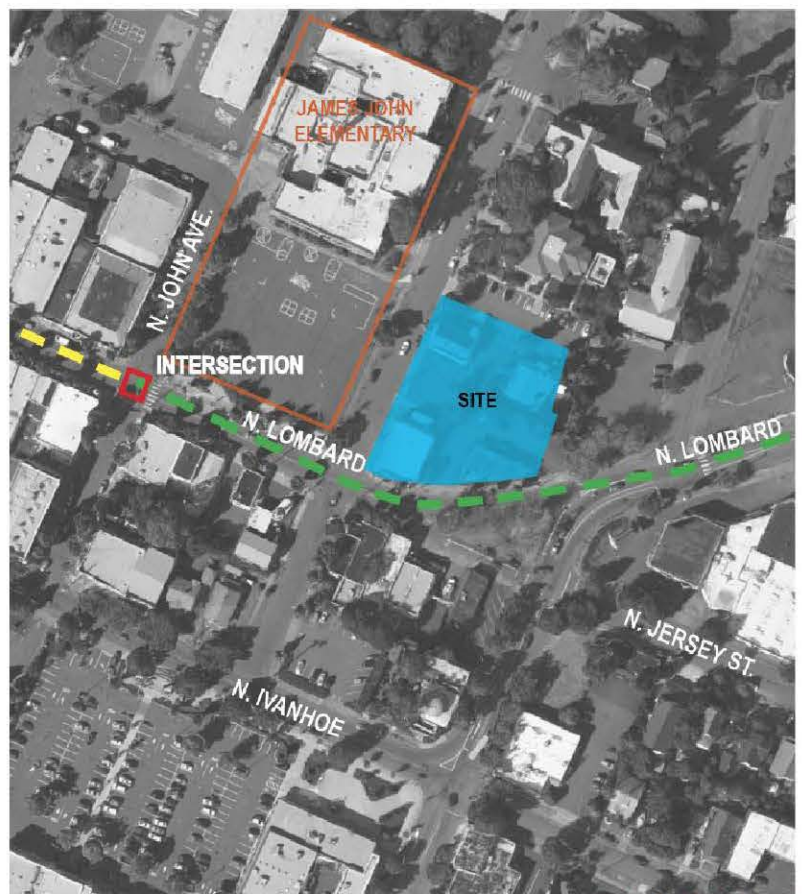 JAMES JOHN
ELEMENTARY
N. JOHN AVE.
INTERSECTION
N. LOMBARD
SITE
N. LOMBARD
N. JERSEY ST.
N. IVANHOE